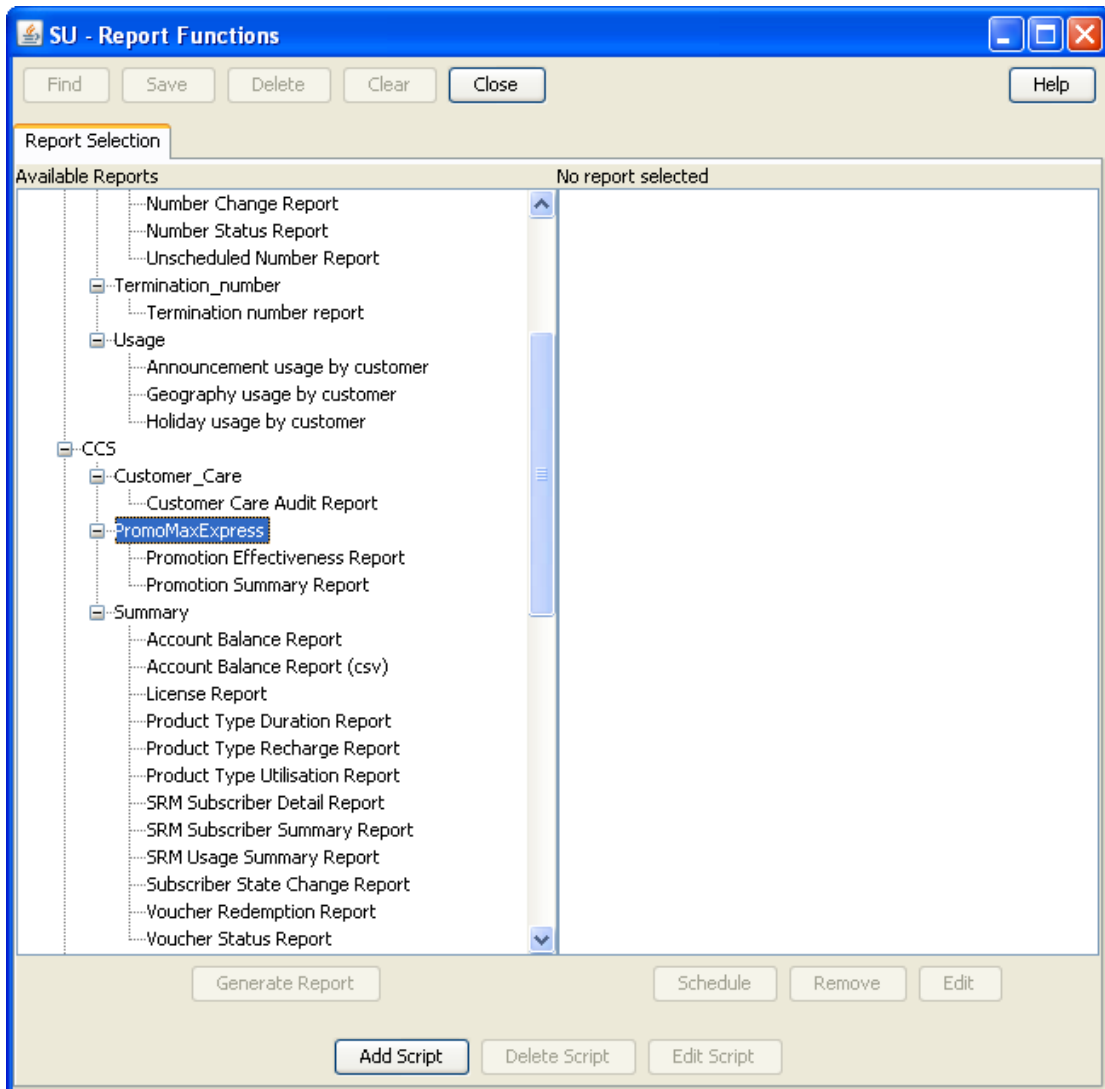 SU - Report Functions
Find Save Delete Clear Close Help
Report Selection
Available Reports No report selected
Number Change Report
Number Status Report
Unscheduled Number Report
Termination_number
Termination number report
Usage
Announcement usage by customer
Geography usage by customer
Holiday usage by customer
CCS
Customer_Care
Customer Care Audit Report
PromoMaxExpress
Promotion Effectiveness Report
Promotion Summary Report
Summary
Account Balance Report
Account Balance Report (csv)
License Report
Product Type Duration Report
Product Type Recharge Report
Product Type Utilisation Report
SRM Subscriber Detail Report
SRM Subscriber Summary Report
SRM Usage Summary Report
Subscriber State Change Report
Voucher Redemption Report
Voucher Status Report
Generate Report Schedule Remove Edit
Add Script Delete Script Edit Script